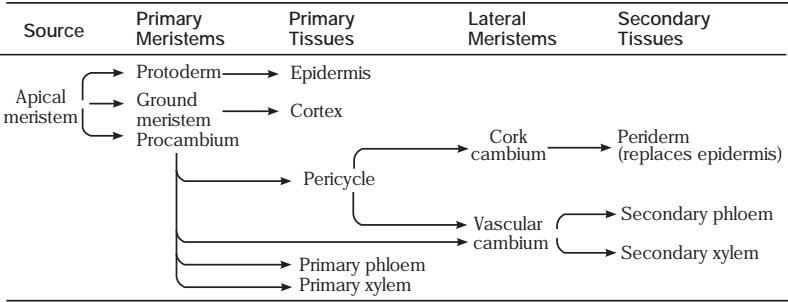 Source
Primary Meristems
Primary Tissues
Lateral Meristems
Secondary Tissues
Apical meristem
Protoderm
Epidermis
Ground meristem
Cortex
Procambium
Pericycle
Cork cambium
Periderm
(replaces epidermis)
Vascular cambium
Secondary phloem
Secondary xylem
Primary phloem
Primary xylem